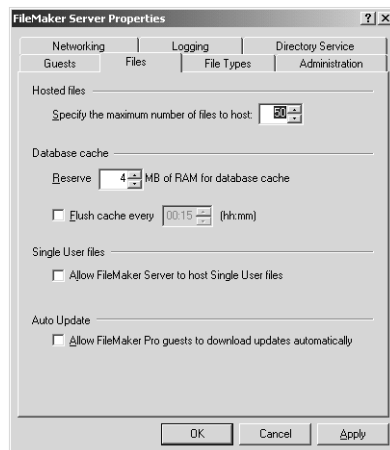 FileMaker Server Properties
Networking Logging Directory Service
Guests Files File Types Administration
Hosted files
Specify the maximum number of files to host: 50
Database cache
Reserve 4 MB of RAM for database cache
Flush cache every 00:15 (hh:mm)
Single User files
Allow FileMaker Server to host Single User files
Auto Update
Allow FileMaker Pro guests to download updates automatically
OK Cancel Apply